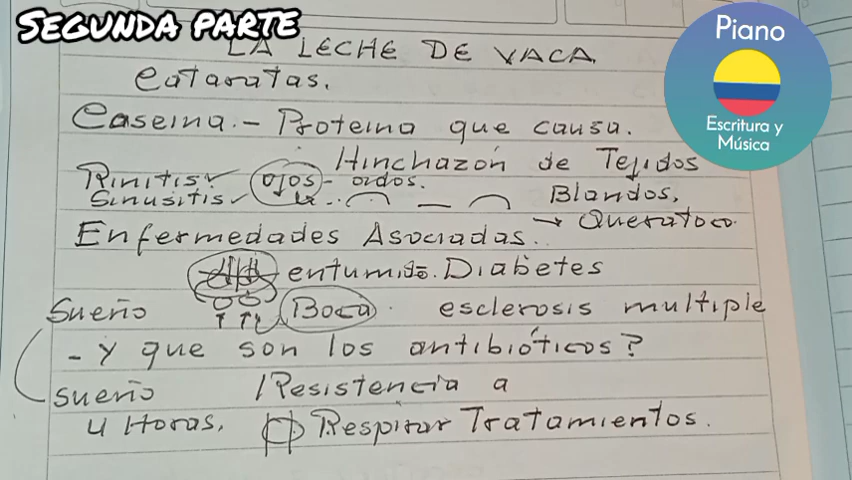 SEGUNDA PARTE
Piano
Escritura y
Música
LA LECHE DE VACA.
Cataratas.
Caseina.- Proteina que causa.
Hinchazón de Tejidos
Rinitis ojos - oidos.
Sinusitis Blandos,
→ Queratoco
Enfermedades Asociadas..
entumido. Diabetes
Sueño Boca. esclerosis multiple
- Y que son los antibióticos?
sueño Resistencia a
4 Horas. Respirar Tratamientos.